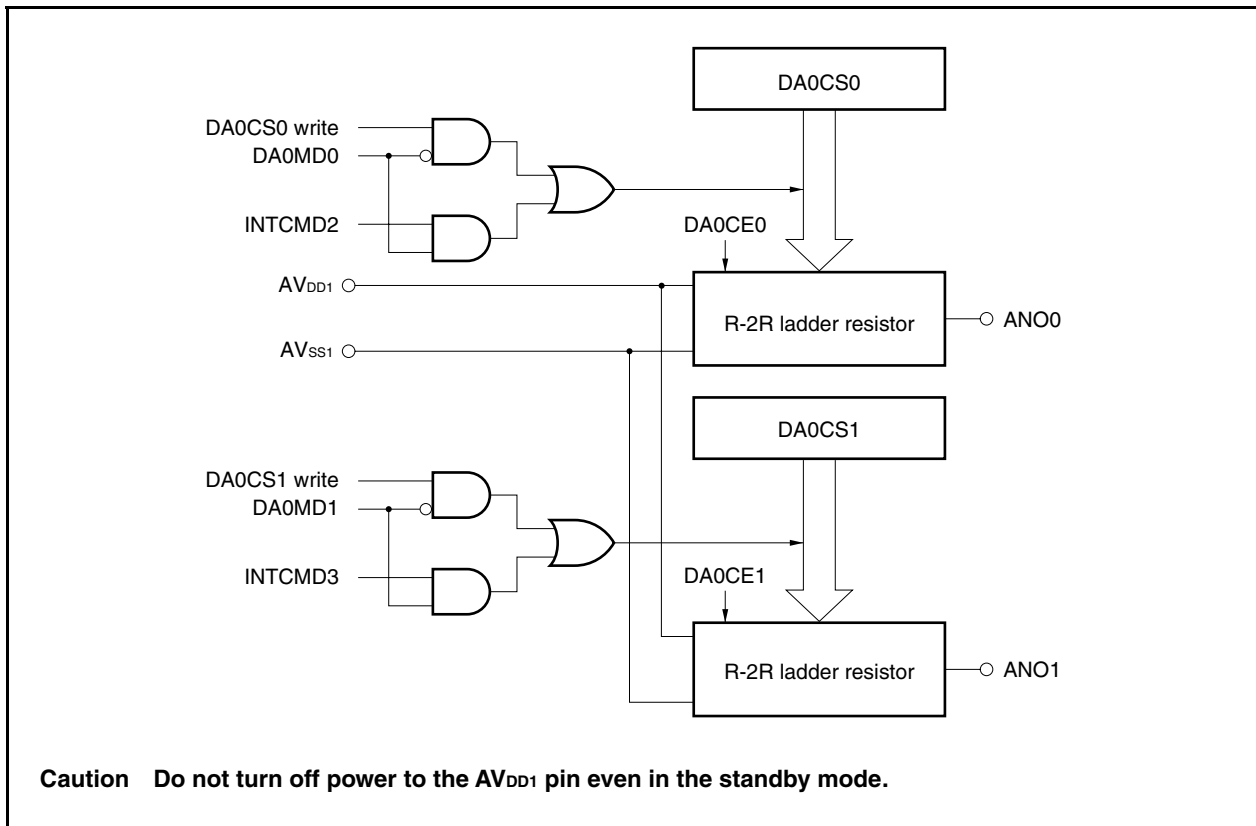 DA0CS0
DA0CS0 write
DA0MD0
INTCMD2
DA0CE0
AVDD1
R-2R ladder resistor
ANO0
AVSS1
DA0CS1
DA0CS1 write
DA0MD1
INTCMD3
DA0CE1
R-2R ladder resistor
ANO1
Caution Do not turn off power to the AVDD1 pin even in the standby mode.